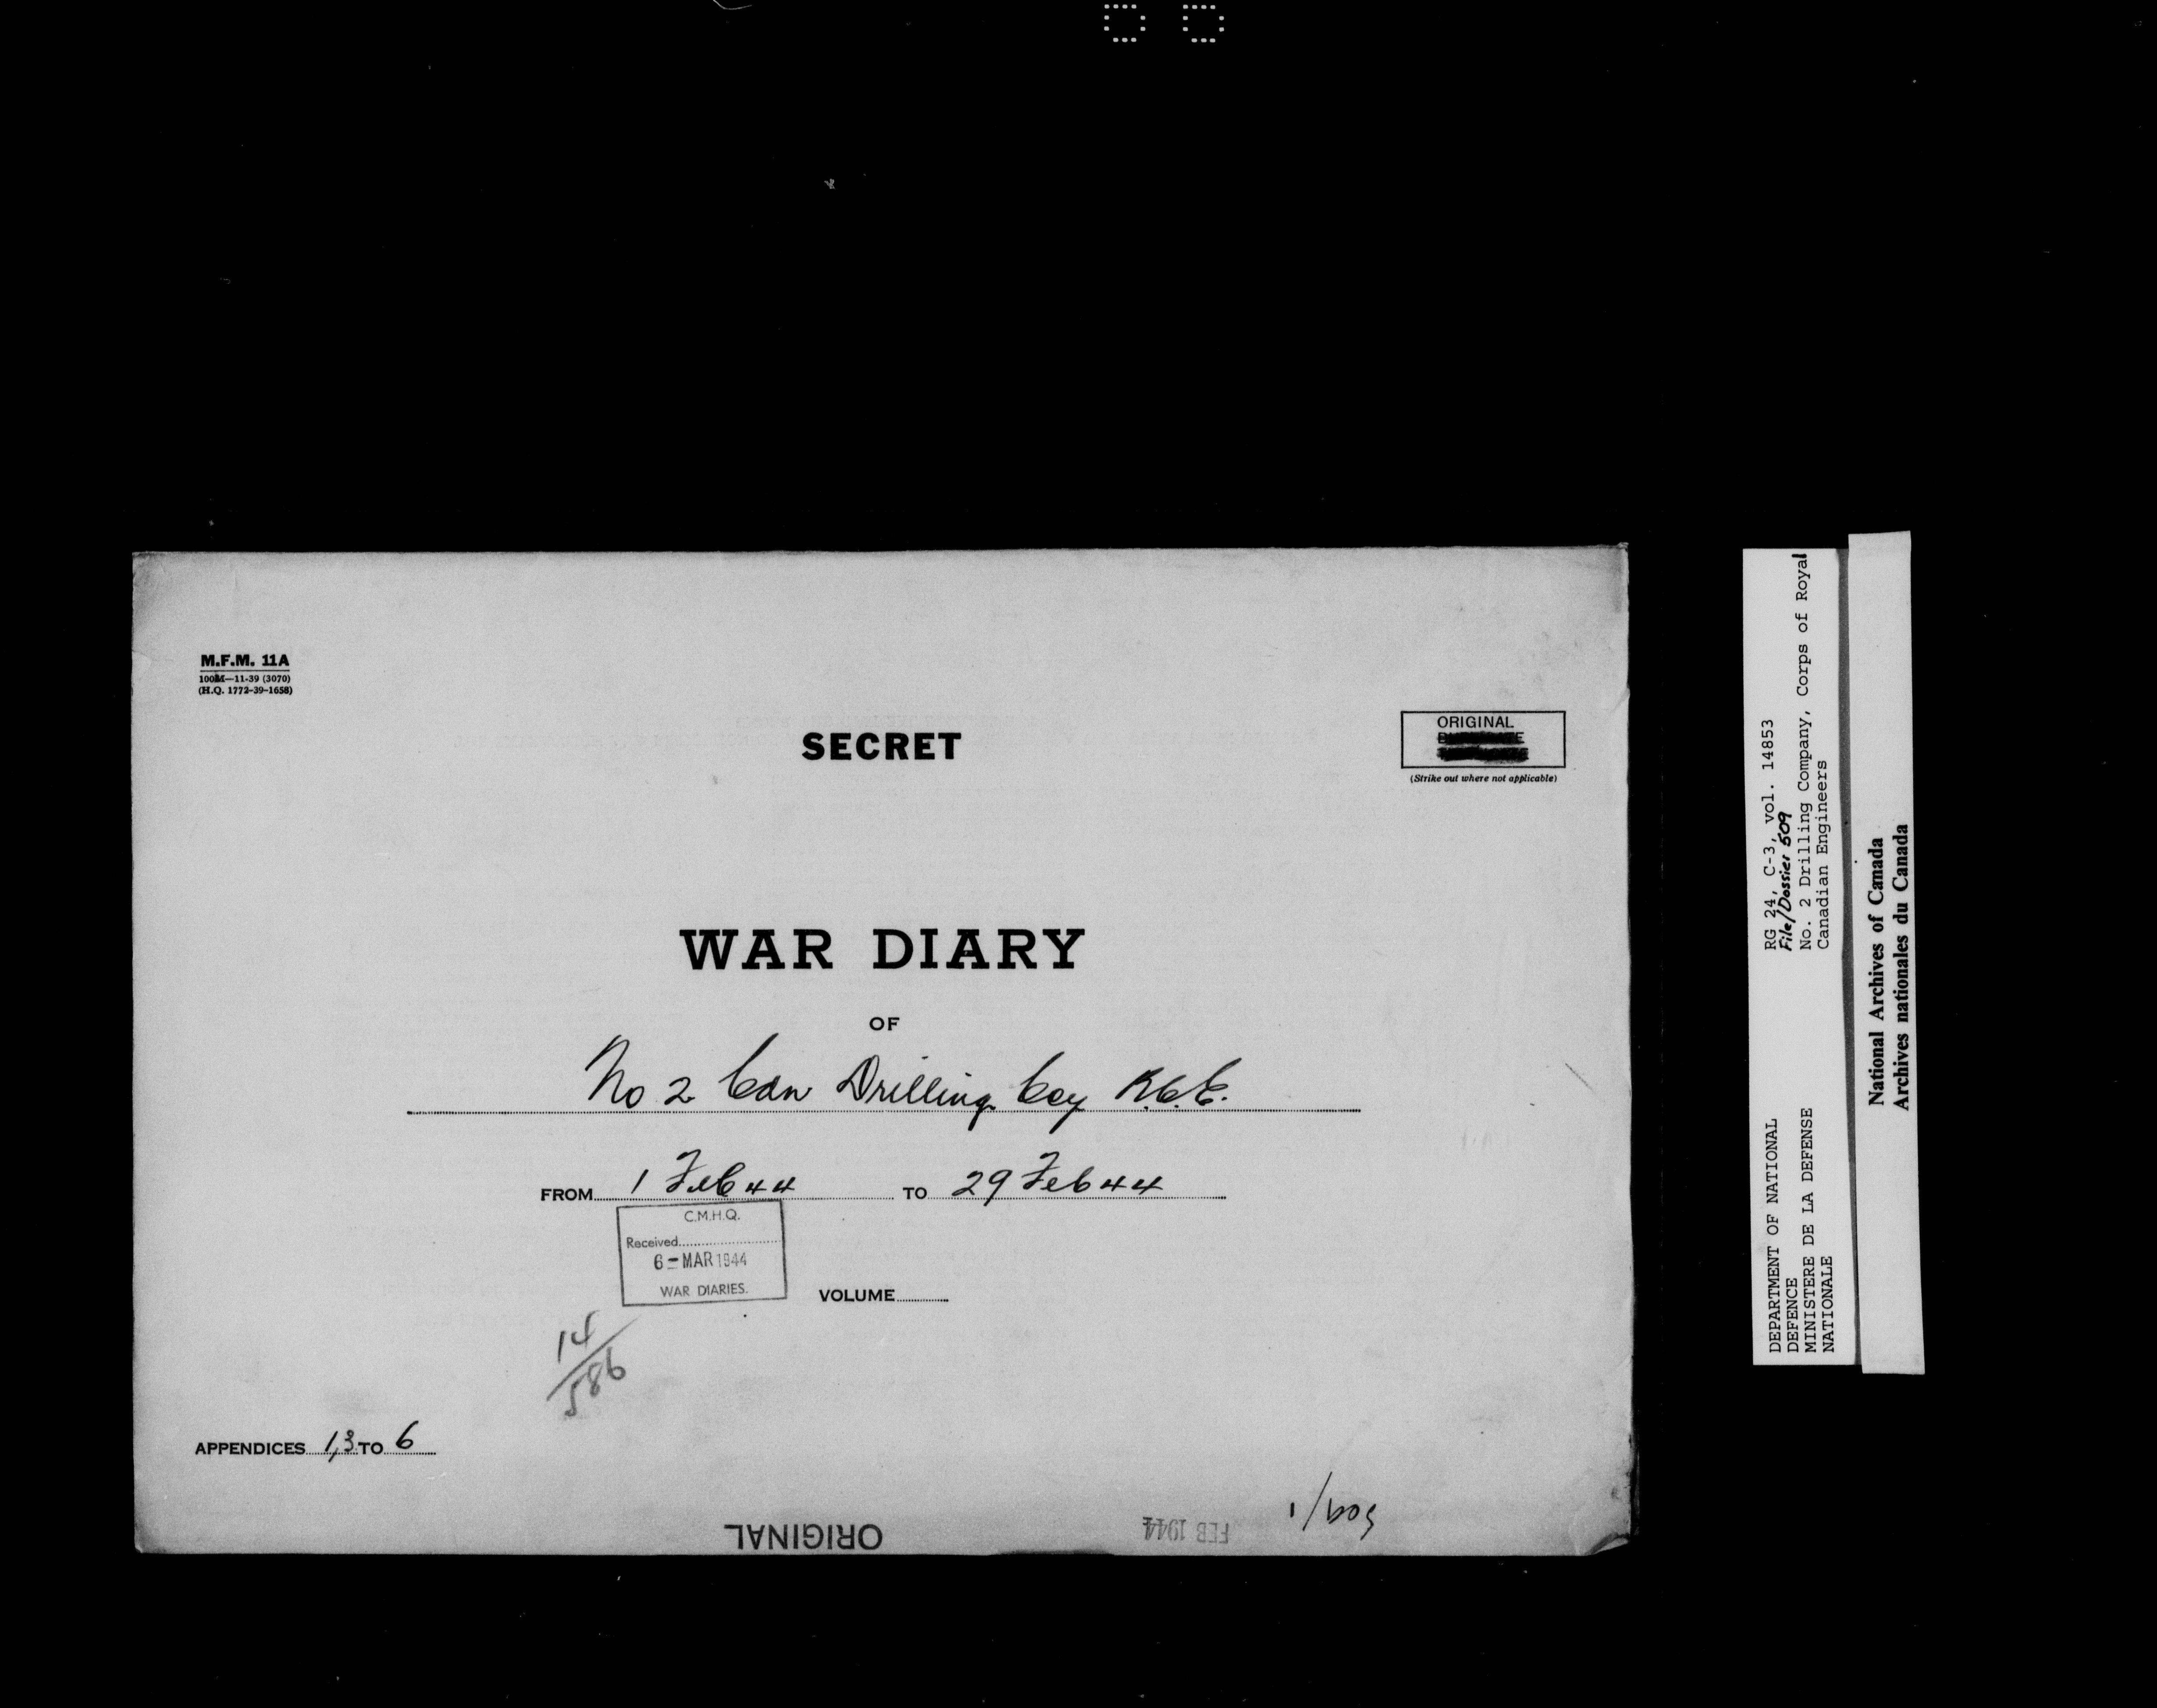 M.F.M. 11A
100M—11-39 (3070)
(H.Q. 1772-39-1658)
SECRET
ORIGINAL
(Strike out where not applicable)
WAR DIARY
OF
No 2 Cdn Drilling Coy R.C.E.
FROM 1 Feb 44 TO 29 Feb 44
C.M.H.Q.
Received
6 - MAR 1944
WAR DIARIES.
VOLUME
14/586
APPENDICES 1,3 TO 6
ORIGINAL
FEB 1944
RG 24, C-3, vol. 14853
File/Dossier 509
No. 2 Drilling Company, Corps of Royal
Canadian Engineers
DEPARTMENT OF NATIONAL
DEFENCE
MINISTERE DE LA DEFENSE
NATIONALE
National Archives of Canada
Archives nationales du Canada